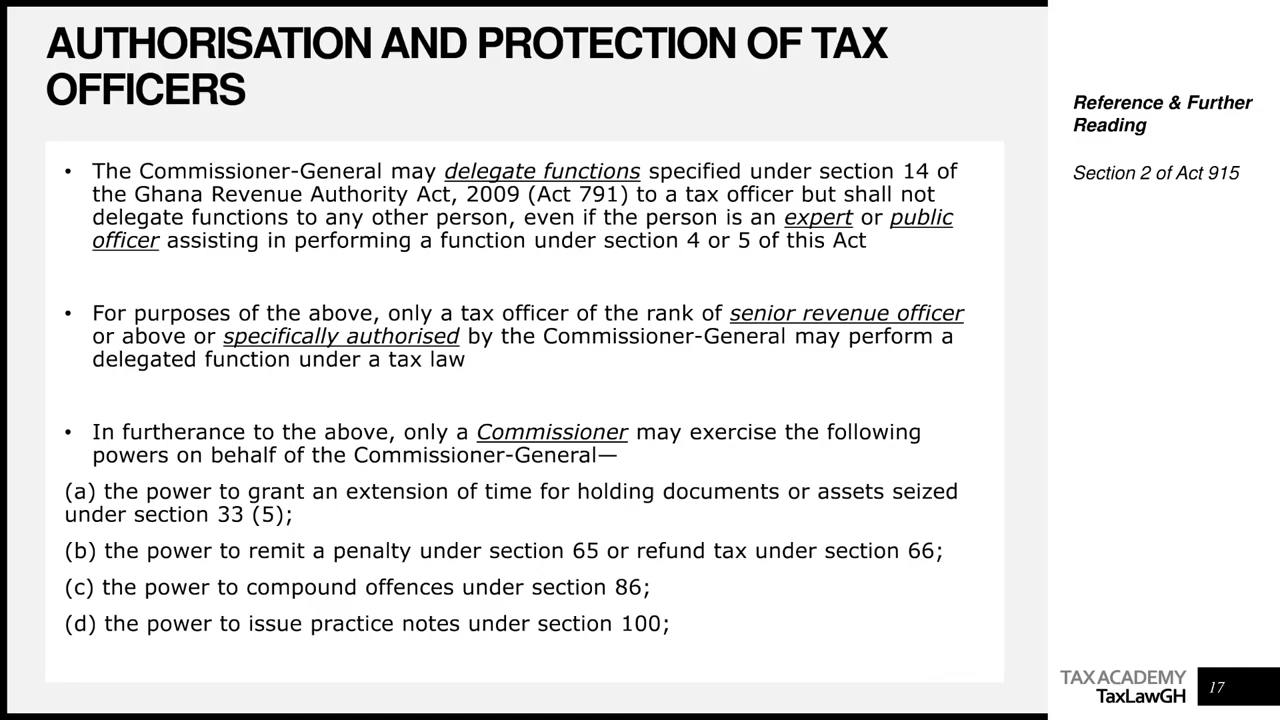 AUTHORISATION AND PROTECTION OF TAX
OFFICERS
• The Commissioner-General may delegate functions specified under section 14 of
the Ghana Revenue Authority Act, 2009 (Act 791) to a tax officer but shall not
delegate functions to any other person, even if the person is an expert or public
officer assisting in performing a function under section 4 or 5 of this Act
• For purposes of the above, only a tax officer of the rank of senior revenue officer
or above or specifically authorised by the Commissioner-General may perform a
delegated function under a tax law
• In furtherance to the above, only a Commissioner may exercise the following
powers on behalf of the Commissioner-General—
(a) the power to grant an extension of time for holding documents or assets seized
under section 33 (5);
(b) the power to remit a penalty under section 65 or refund tax under section 66;
(c) the power to compound offences under section 86;
(d) the power to issue practice notes under section 100;
Reference & Further
Reading
Section 2 of Act 915
TAX ACADEMY
TaxLawGH
17